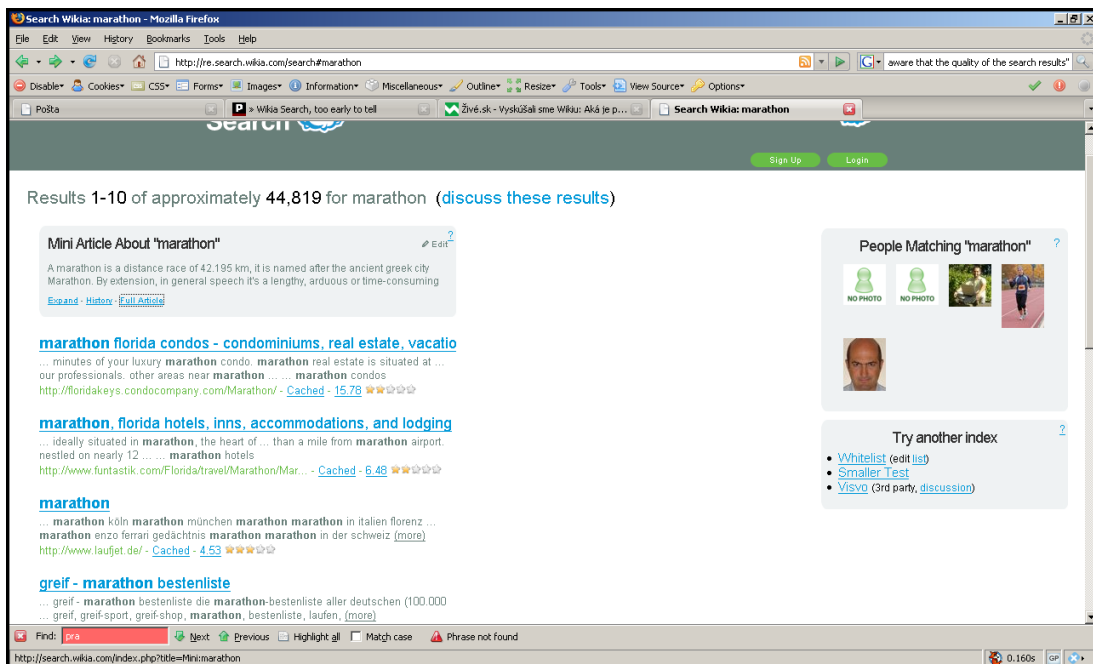 Search Wikia: marathon - Mozilla Firefox
File Edit View History Bookmarks Tools Help
http://re.search.wikia.com/search#marathon
G aware that the quality of the search results"
Disable Cookies CSS Forms Images Information Miscellaneous Outline Resize Tools View Source Options
Pošta
P » Wikia Search, too early to tell
Živé.sk - Vyskúšali sme Wikiu: Aká je p...
Search Wikia: marathon
Search
Sign Up Login
Results 1-10 of approximately 44,819 for marathon (discuss these results)
Mini Article About "marathon" Edit ?
A marathon is a distance race of 42.195 km, it is named after the ancient greek city
Marathon. By extension, in general speech it's a lengthy, arduous or time-consuming
Expand - History - Full Article
marathon florida condos - condominiums, real estate, vacatio
... minutes of your luxury marathon condo. marathon real estate is situated at ...
our professionals. other areas near marathon ... ... marathon condos
http://floridakeys.condocompany.com/Marathon/ - Cached - 15.78
marathon, florida hotels, inns, accommodations, and lodging
... ideally situated in marathon, the heart of ... than a mile from marathon airport.
nestled on nearly 12 ... ... marathon hotels
http://www.funtastik.com/Florida/travel/Marathon/Mar... - Cached - 6.48
marathon
... marathon köln marathon münchen marathon marathon in italien florenz ...
marathon enzo ferrari gedächtnis marathon marathon in der schweiz (more)
http://www.laufjet.de/ - Cached - 4.53
greif - marathon bestenliste
... greif - marathon bestenliste die marathon-bestenliste aller deutschen (100.000
... greif, greif-sport, greif-shop, marathon, bestenliste, laufen, (more)
People Matching "marathon" ?
NO PHOTO NO PHOTO
Try another index ?
Whitelist (edit list)
Smaller Test
Visvo (3rd party, discussion)
Find: pra Next Previous Highlight all Match case Phrase not found
http://search.wikia.com/index.php?title=Mini:marathon 0.160s GP